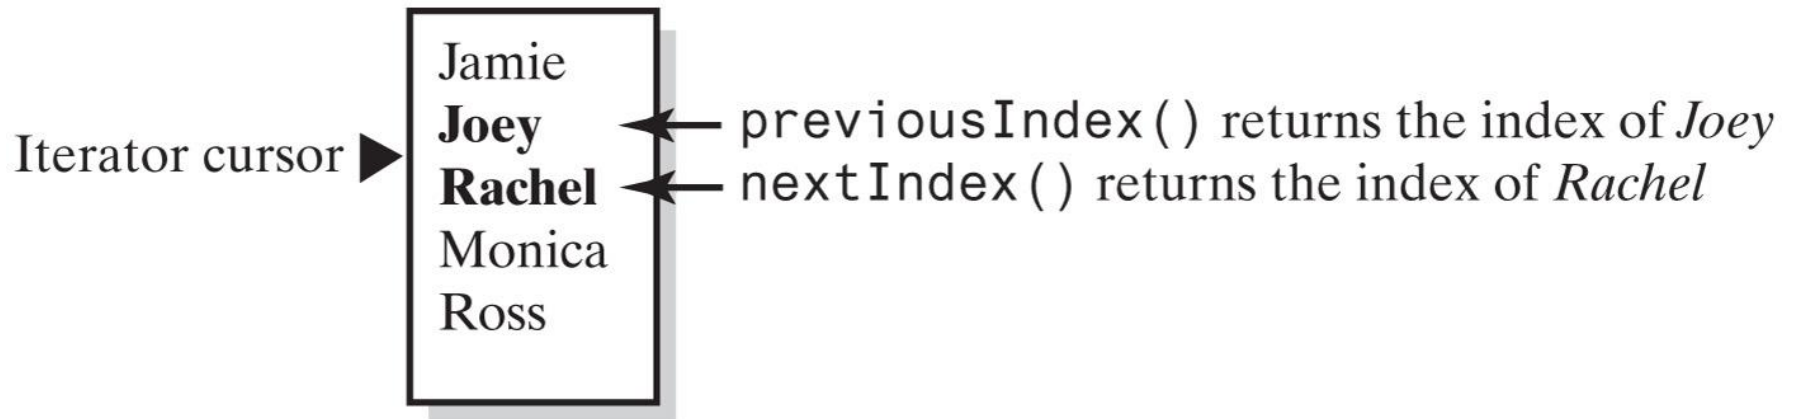 Jamie
Joey
previousIndex() returns the index of Joey
Iterator cursor
Rachel
nextIndex() returns the index of Rachel
Monica
Ross